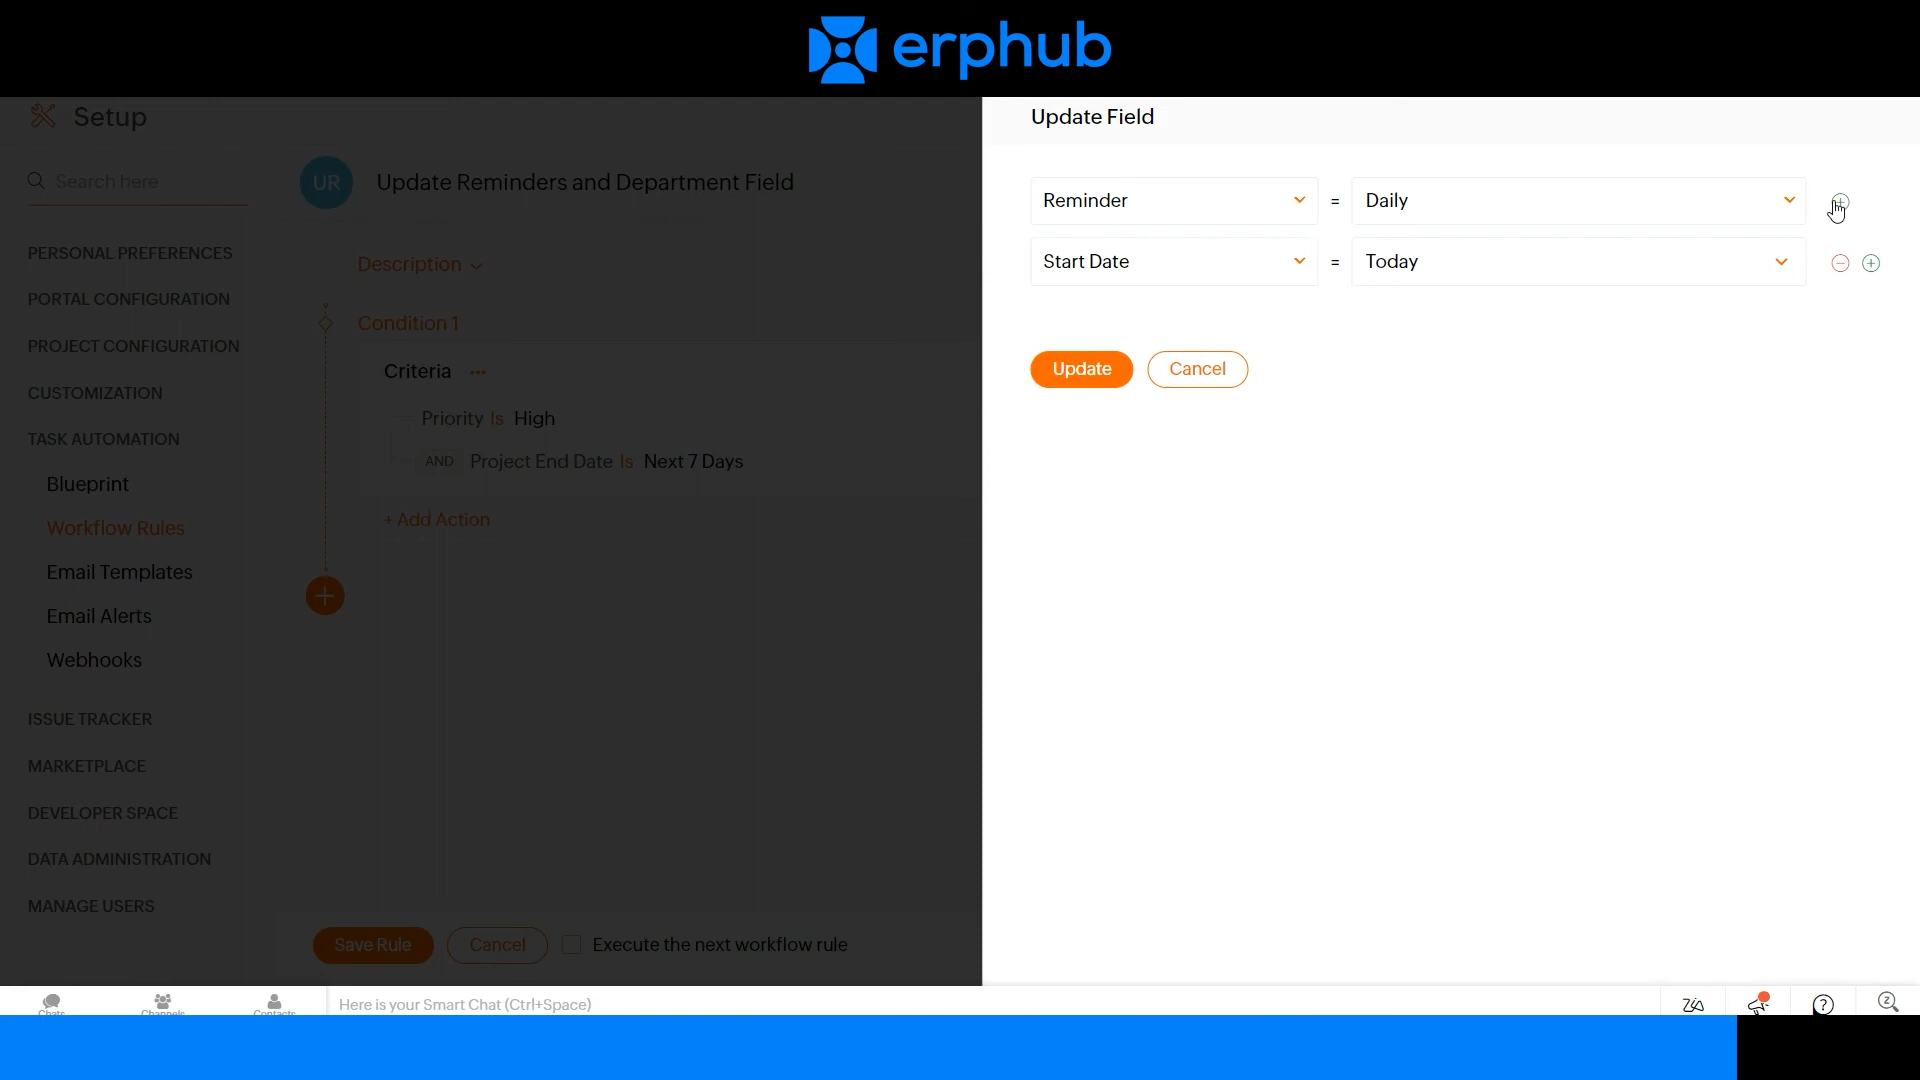 erphub
Setup
Update Field
Search here
UR
Update Reminders and Department Field
Reminder
=
Daily
PERSONAL PREFERENCES
Description
Start Date
=
Today
PORTAL CONFIGURATION
Condition 1
PROJECT CONFIGURATION
Criteria
Update
Cancel
CUSTOMIZATION
Priority Is High
TASK AUTOMATION
AND Project End Date Is Next 7 Days
Blueprint
+ Add Action
Workflow Rules
Email Templates
Email Alerts
Webhooks
ISSUE TRACKER
MARKETPLACE
DEVELOPER SPACE
DATA ADMINISTRATION
MANAGE USERS
Save Rule
Cancel
Execute the next workflow rule
Chats
Channels
Contacts
Here is your Smart Chat (Ctrl+Space)